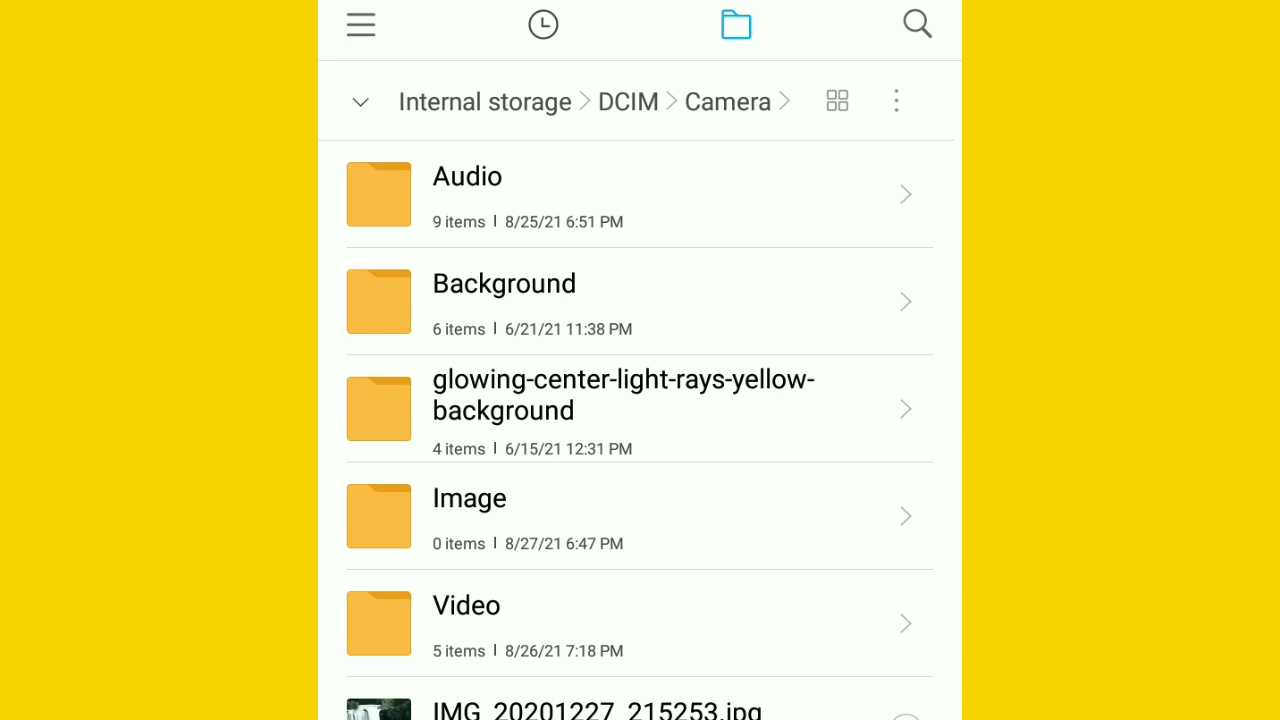 Internal storage DCIM Camera
Audio
9 items | 8/25/21 6:51 PM
Background
6 items | 6/21/21 11:38 PM
glowing-center-light-rays-yellow-
background
4 items | 6/15/21 12:31 PM
Image
0 items | 8/27/21 6:47 PM
Video
5 items | 8/26/21 7:18 PM
IMG_20201227_215253.jpg